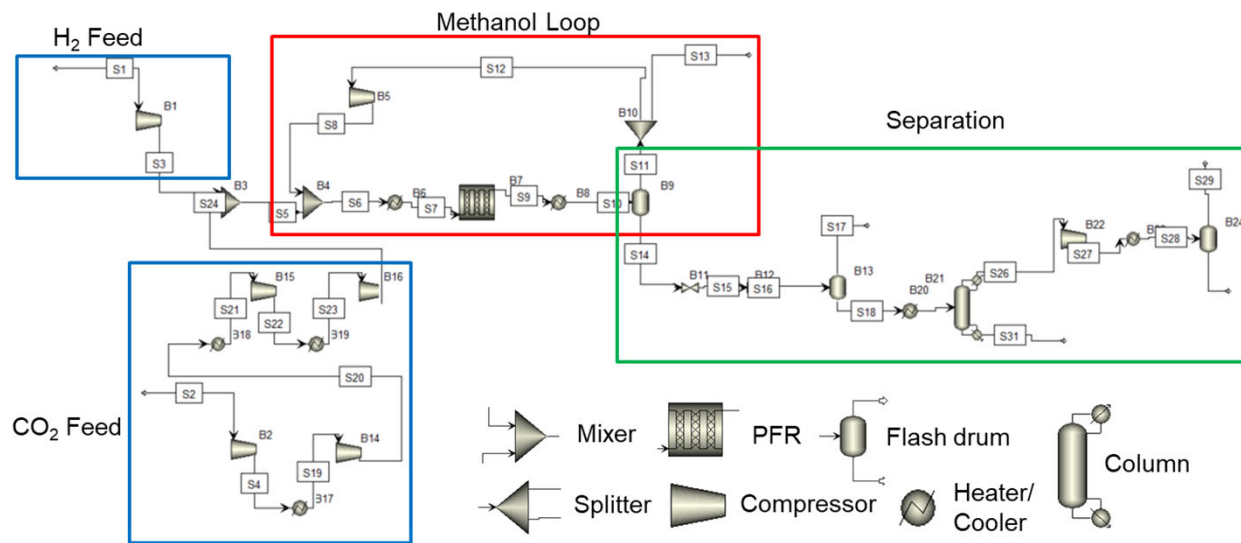 Methanol Loop
H₂ Feed
S1
B1
S3
S12
S13
B5
S8
B10
S11
Separation
B3
S24
S5
B4
S6
B6
S7
B7
S9
B8
S10
B9
S14
S29
B24
B22
S28
S27
S26
S17
B13
B11
S15
B12
S16
S18
B20
B21
S31
CO₂ Feed
B15
B16
S21
S23
S22
B18
B19
S20
S2
B2
B14
S19
S4
B17
Mixer
PFR
Flash drum
Column
Splitter
Compressor
Heater/
Cooler